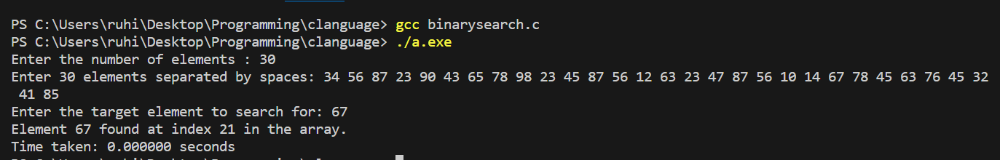 PS C:\Users\ruhi\Desktop\Programming\clanguage> gcc binarysearch.c
PS C:\Users\ruhi\Desktop\Programming\clanguage> ./a.exe
Enter the number of elements : 30
Enter 30 elements separated by spaces: 34 56 87 23 90 43 65 78 98 23 45 87 56 12 63 23 47 87 56 10 14 67 78 45 63 76 45 32
41 85
Enter the target element to search for: 67
Element 67 found at index 21 in the array.
Time taken: 0.000000 seconds